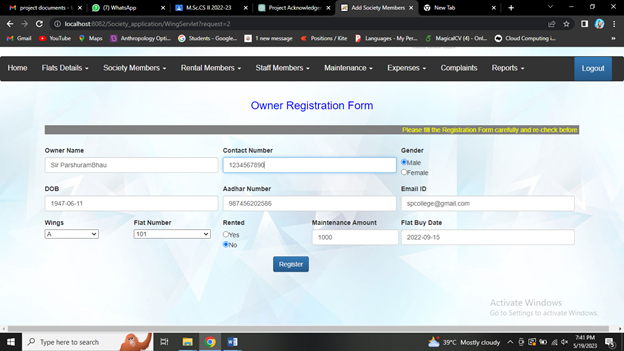 project documents - s
(7) WhatsApp
M.Sc.CS II 2022-23
Project Acknowledge
Add Society Members
New Tab
localhost:8082/Society_application/WingServlet?request=2
Gmail YouTube Maps Anthropology Opti... Students - Google... 1 new message Positions / Kite Languages - My Per... MagicalCV (4) - Onl... Cloud Computing i...
Home Flats Details Society Members Rental Members Staff Members Maintenance Expenses Complaints Reports Logout
Owner Registration Form
Please fill the Registration Form carefully and re-check before
Owner Name Contact Number Gender
Sir ParshuramBhau 1234567890 Male
Female
DOB Aadhar Number Email ID
1947-06-11 987456202586 spcollege@gmail.com
Wings Flat Number Rented Maintenance Amount Flat Buy Date
A 101 Yes 1000 2022-09-15
No
Register
Activate Windows
Go to Settings to activate Windows.
Type here to search 39°C Mostly cloudy 7:41 PM
5/19/2023